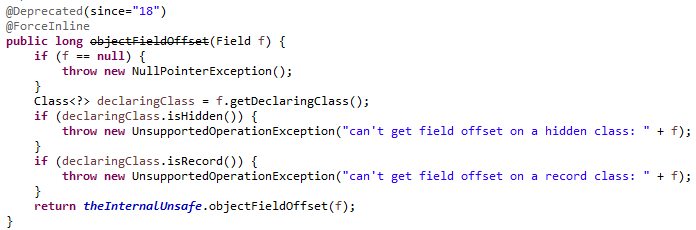 @Deprecated(since="18")
@ForceInline
public long objectFieldOffset(Field f) {
    if (f == null) {
        throw new NullPointerException();
    }
    Class<?> declaringClass = f.getDeclaringClass();
    if (declaringClass.isHidden()) {
        throw new UnsupportedOperationException("can't get field offset on a hidden class: " + f);
    }
    if (declaringClass.isRecord()) {
        throw new UnsupportedOperationException("can't get field offset on a record class: " + f);
    }
    return theInternalUnsafe.objectFieldOffset(f);
}